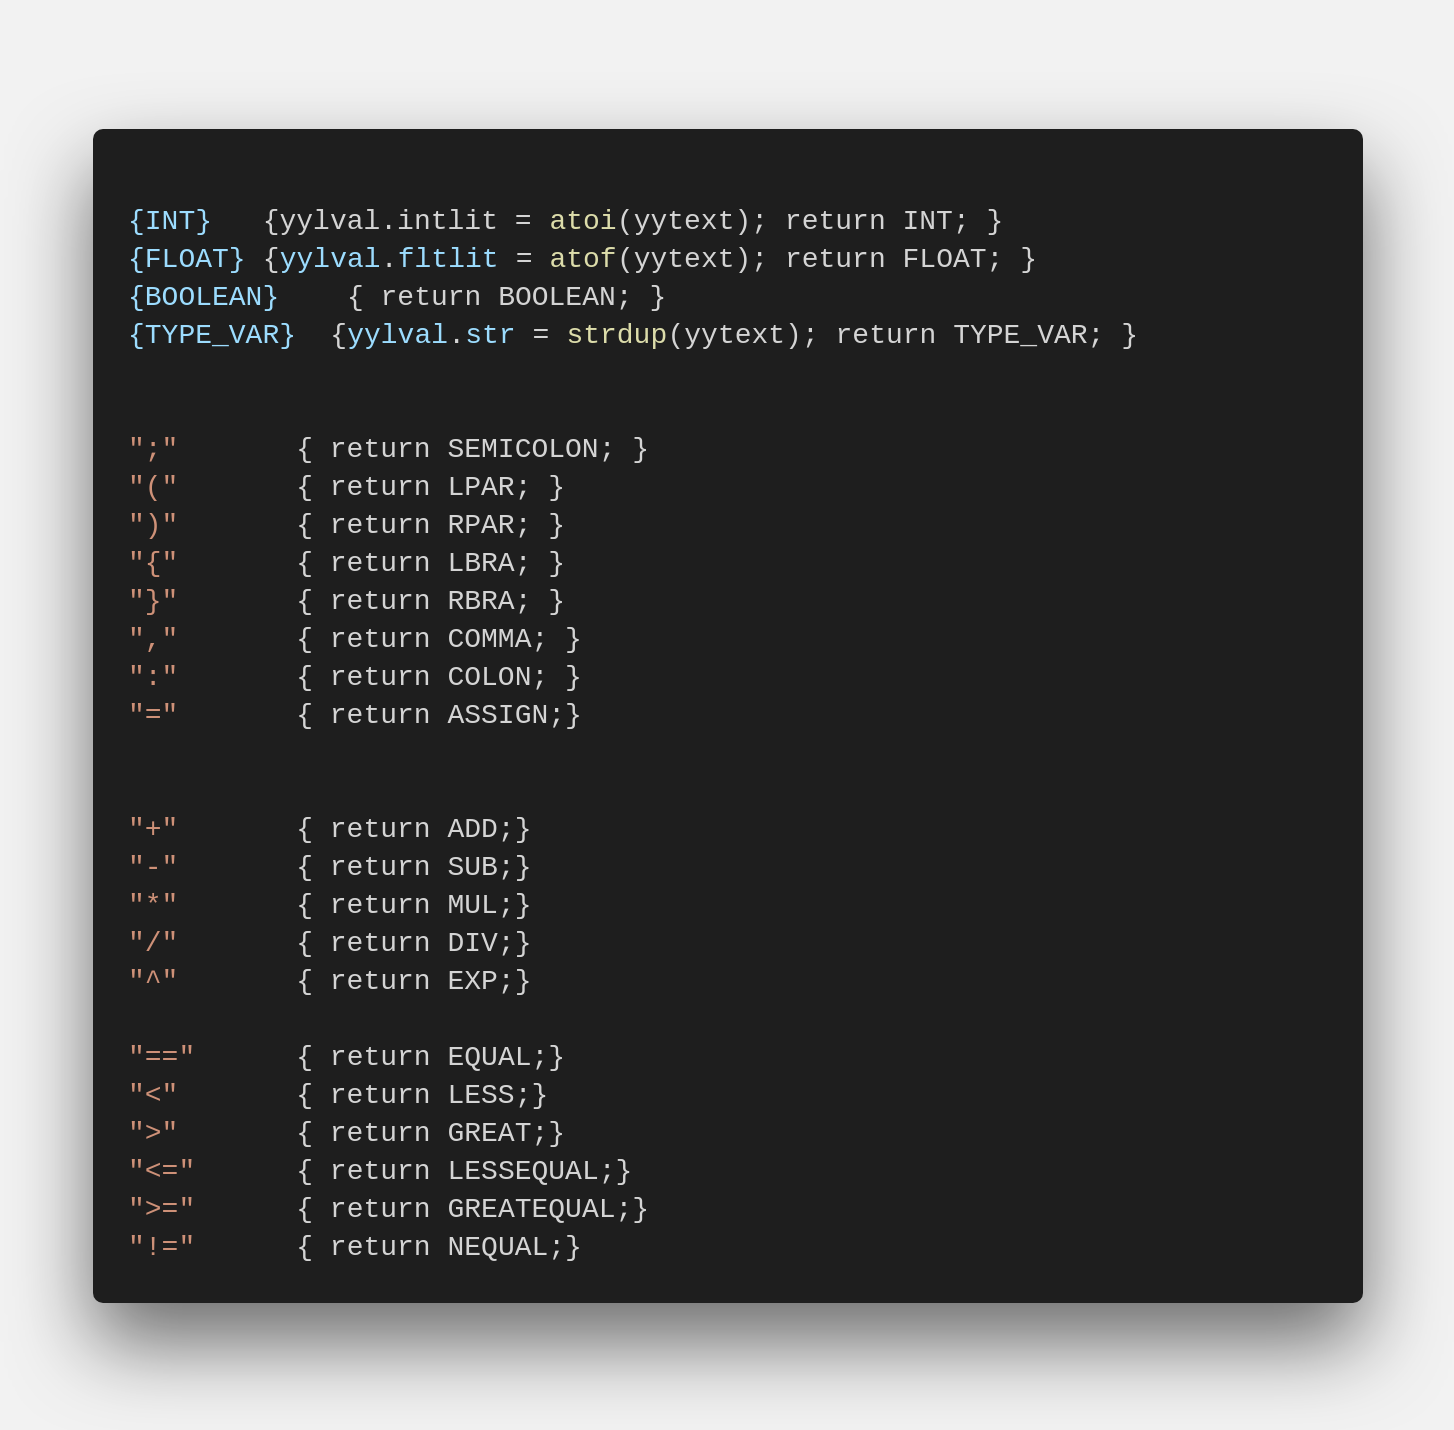 {INT}   {yylval.intlit = atoi(yytext); return INT; }
{FLOAT} {yylval.fltlit = atof(yytext); return FLOAT; }
{BOOLEAN}    { return BOOLEAN; }
{TYPE_VAR}  {yylval.str = strdup(yytext); return TYPE_VAR; }
";"       { return SEMICOLON; }
"("       { return LPAR; }
")"       { return RPAR; }
"{"       { return LBRA; }
"}"       { return RBRA; }
","       { return COMMA; }
":"       { return COLON; }
"="       { return ASSIGN;}
"+"       { return ADD;}
"-"       { return SUB;}
"*"       { return MUL;}
"/"       { return DIV;}
"^"       { return EXP;}
"=="      { return EQUAL;}
"<"       { return LESS;}
">"       { return GREAT;}
"<="      { return LESSEQUAL;}
">="      { return GREATEQUAL;}
"!="      { return NEQUAL;}